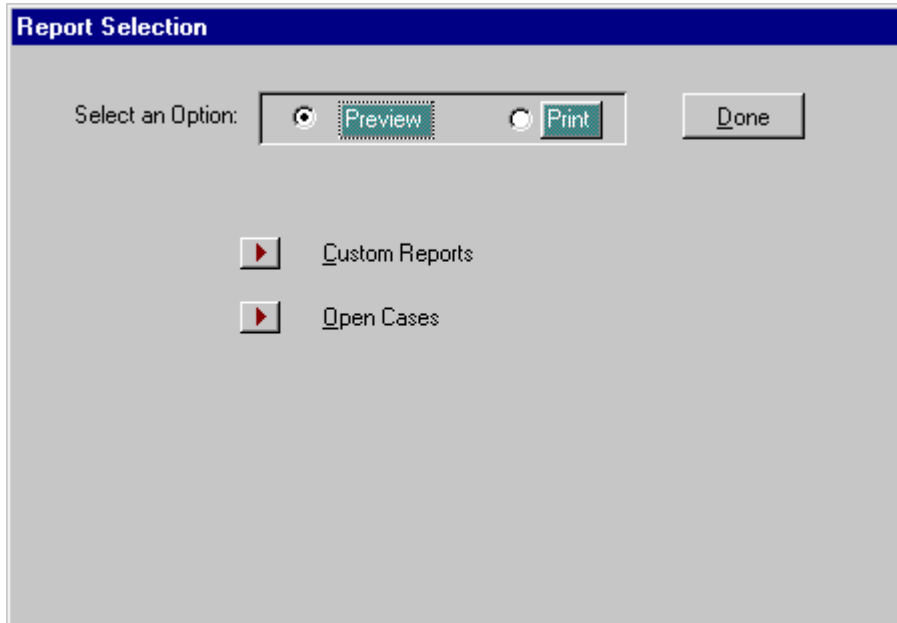 Report Selection
Select an Option: Preview Print Done
Custom Reports
Open Cases